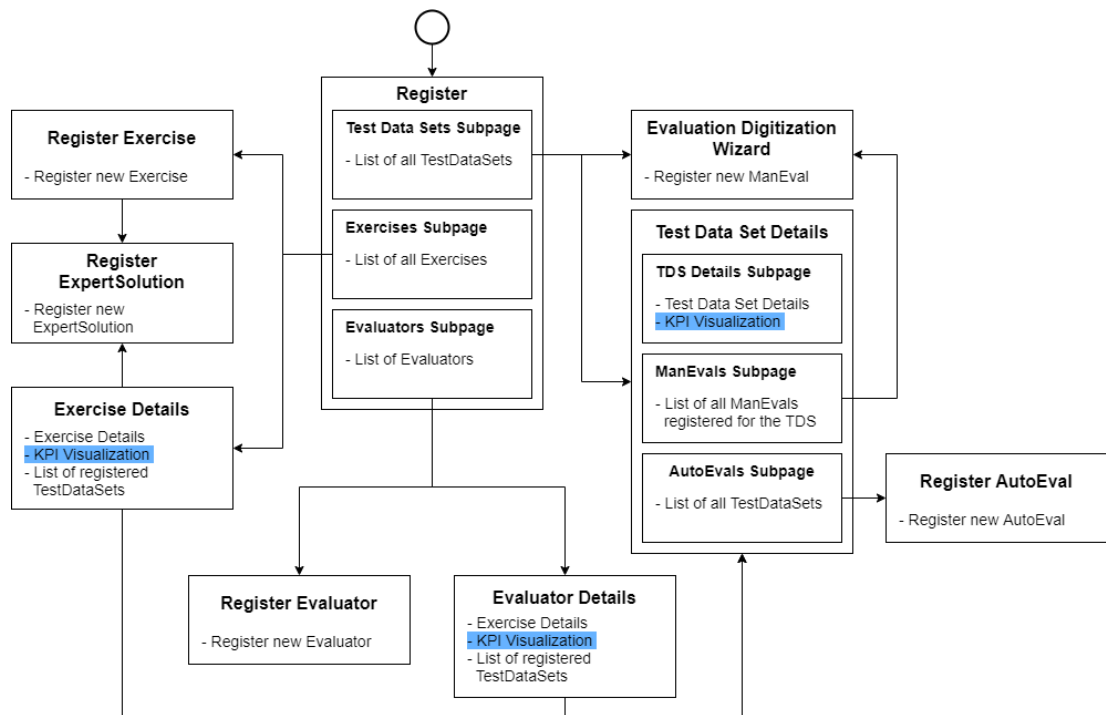 Register
Test Data Sets Subpage
- List of all TestDataSets
Exercises Subpage
- List of all Exercises
Evaluators Subpage
- List of Evaluators
Register Exercise
- Register new Exercise
Register
ExpertSolution
- Register new
ExpertSolution
Exercise Details
- Exercise Details
- KPI Visualization
- List of registered
TestDataSets
Evaluation Digitization
Wizard
- Register new ManEval
Test Data Set Details
TDS Details Subpage
- Test Data Set Details
- KPI Visualization
ManEvals Subpage
- List of all ManEvals
registered for the TDS
AutoEvals Subpage
- List of all TestDataSets
Register AutoEval
- Register new AutoEval
Register Evaluator
- Register new Evaluator
Evaluator Details
- Exercise Details
- KPI Visualization
- List of registered
TestDataSets